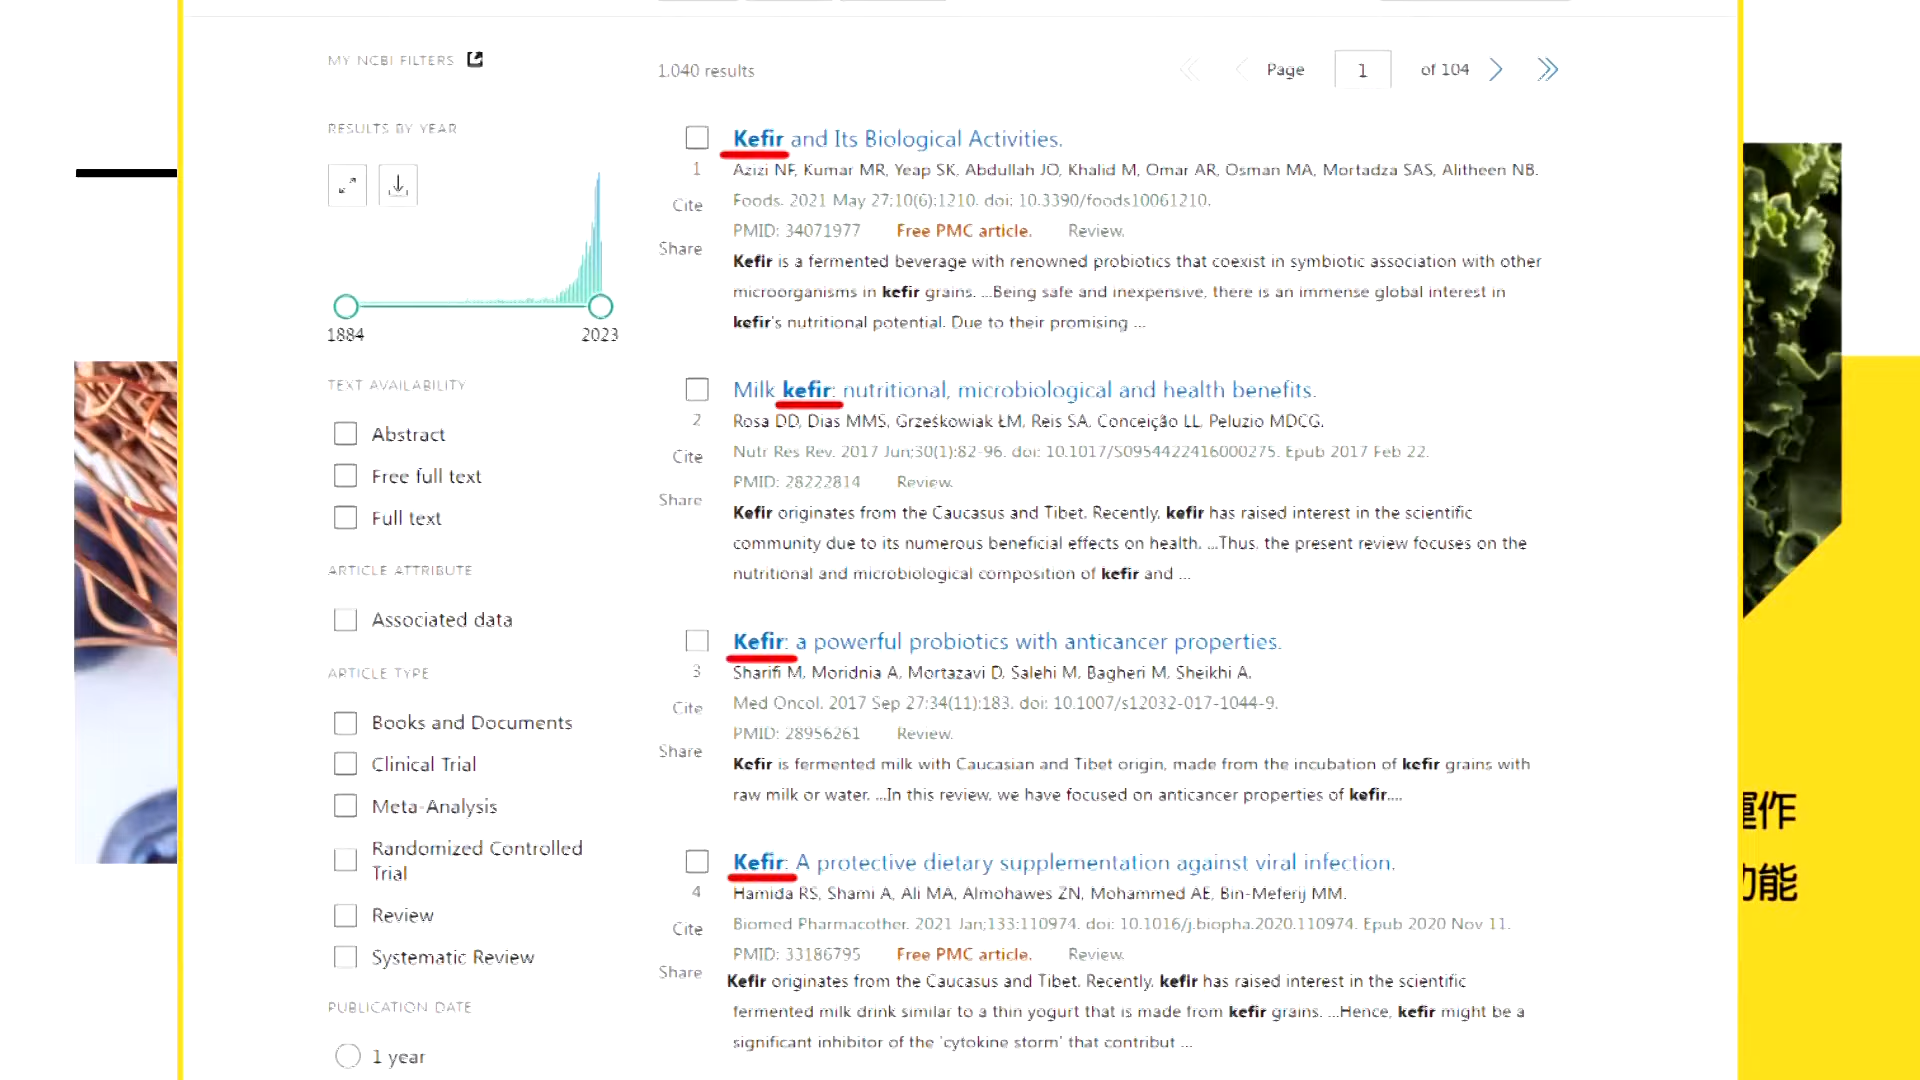 MY NCBI FILTERS
1.040 results
Page 1 of 104
RESULTS BY YEAR
1884
2023
TEXT AVAILABILITY
Abstract
Free full text
Full text
ARTICLE ATTRIBUTE
Associated data
ARTICLE TYPE
Books and Documents
Clinical Trial
Meta-Analysis
Randomized Controlled
Trial
Review
Systematic Review
PUBLICATION DATE
1 year
Kefir and Its Biological Activities.
1
Azizi NF, Kumar MR, Yeap SK, Abdullah JO, Khalid M, Omar AR, Osman MA, Mortadza SAS, Alitheen NB.
Cite
Foods. 2021 May 27;10(6):1210. doi: 10.3390/foods10061210.
PMID: 34071977 Free PMC article. Review.
Share
Kefir is a fermented beverage with renowned probiotics that coexist in symbiotic association with other
microorganisms in kefir grains. ...Being safe and inexpensive, there is an immense global interest in
kefir's nutritional potential. Due to their promising ...
Milk kefir: nutritional, microbiological and health benefits.
2
Rosa DD, Dias MMS, Grześkowiak ŁM, Reis SA, Conceição LL, Peluzio MDCG.
Cite
Nutr Res Rev. 2017 Jun;30(1):82-96. doi: 10.1017/S0954422416000275. Epub 2017 Feb 22.
PMID: 28222814 Review.
Share
Kefir originates from the Caucasus and Tibet. Recently, kefir has raised interest in the scientific
community due to its numerous beneficial effects on health. ...Thus, the present review focuses on the
nutritional and microbiological composition of kefir and ...
Kefir: a powerful probiotics with anticancer properties.
3
Sharifi M, Moridnia A, Mortazavi D, Salehi M, Bagheri M, Sheikhi A.
Cite
Med Oncol. 2017 Sep 27;34(11):183. doi: 10.1007/s12032-017-1044-9.
PMID: 28956261 Review.
Share
Kefir is fermented milk with Caucasian and Tibet origin, made from the incubation of kefir grains with
raw milk or water. ...In this review, we have focused on anticancer properties of kefir....
Kefir: A protective dietary supplementation against viral infection.
4
Hamida RS, Shami A, Ali MA, Almohawes ZN, Mohammed AE, Bin-Meferij MM.
Cite
Biomed Pharmacother. 2021 Jan;133:110974. doi: 10.1016/j.biopha.2020.110974. Epub 2020 Nov 11.
PMID: 33186795 Free PMC article. Review.
Share
Kefir originates from the Caucasus and Tibet. Recently, kefir has raised interest in the scientific
fermented milk drink similar to a thin yogurt that is made from kefir grains. ...Hence, kefir might be a
significant inhibitor of the 'cytokine storm' that contribut ...
運作
功能